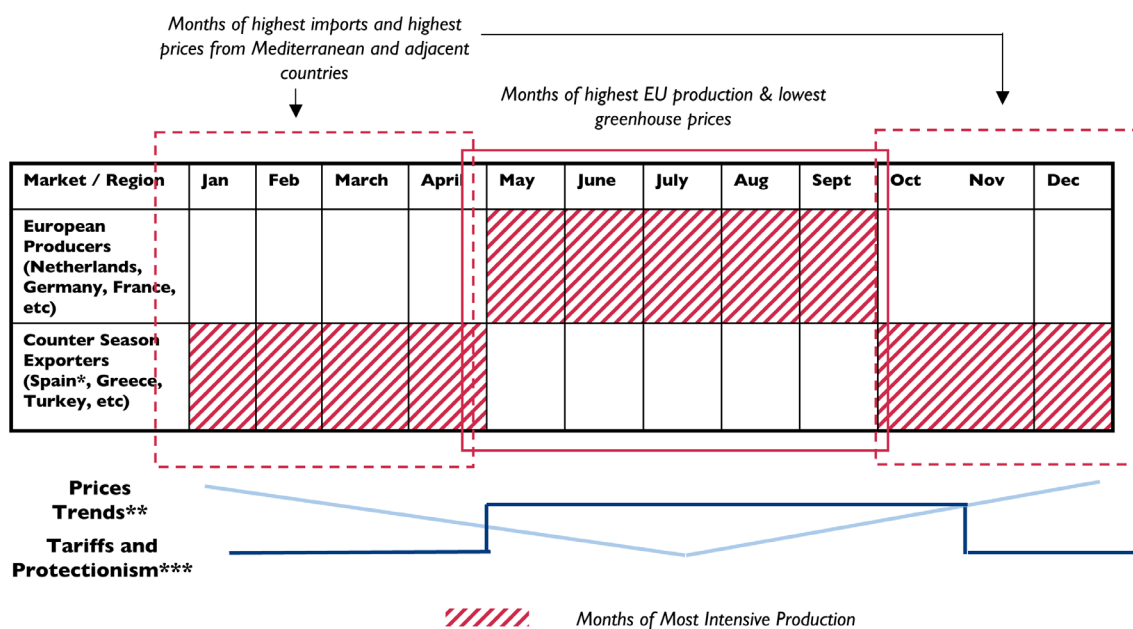 Months of highest imports and highest
prices from Mediterranean and adjacent
countries
Months of highest EU production & lowest
greenhouse prices
Market / Region Jan Feb March April May June July Aug Sept Oct Nov Dec
European
Producers
(Netherlands,
Germany, France,
etc)
Counter Season
Exporters
(Spain*, Greece,
Turkey, etc)
Prices
Trends**
Tariffs and
Protectionism***
Months of Most Intensive Production